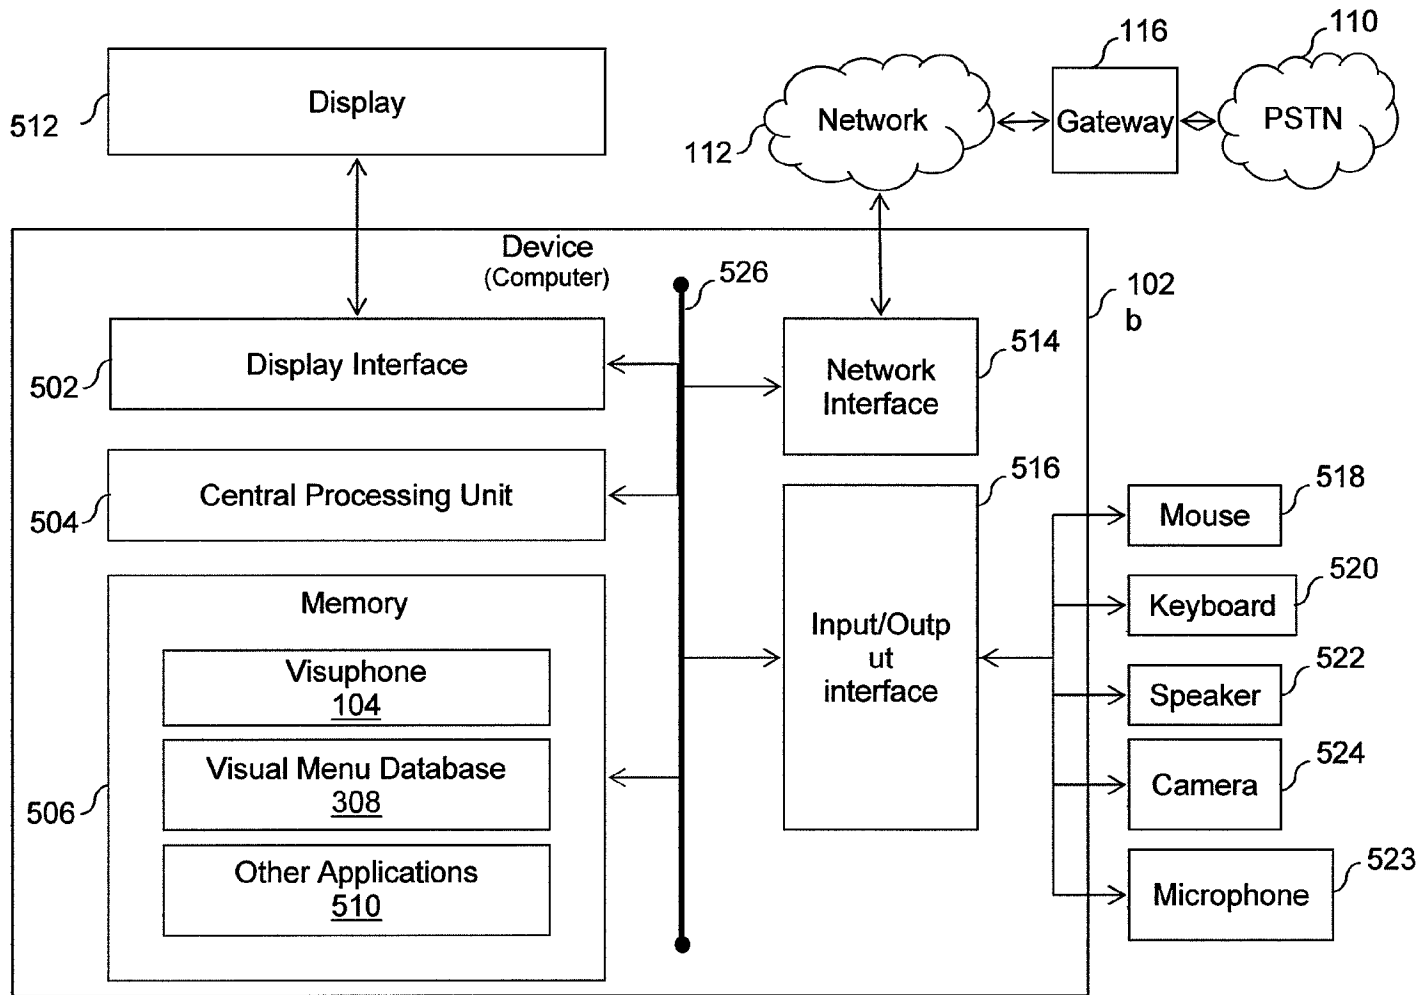 116
110
512
Display
112
Network
Gateway
PSTN
Device
(Computer)
526
102
b
502
Display Interface
514
Network
Interface
504
Central Processing Unit
516
Input/Outp
ut
interface
506
Memory
Visuphone
104
Visual Menu Database
308
Other Applications
510
518
Mouse
520
Keyboard
522
Speaker
524
Camera
523
Microphone